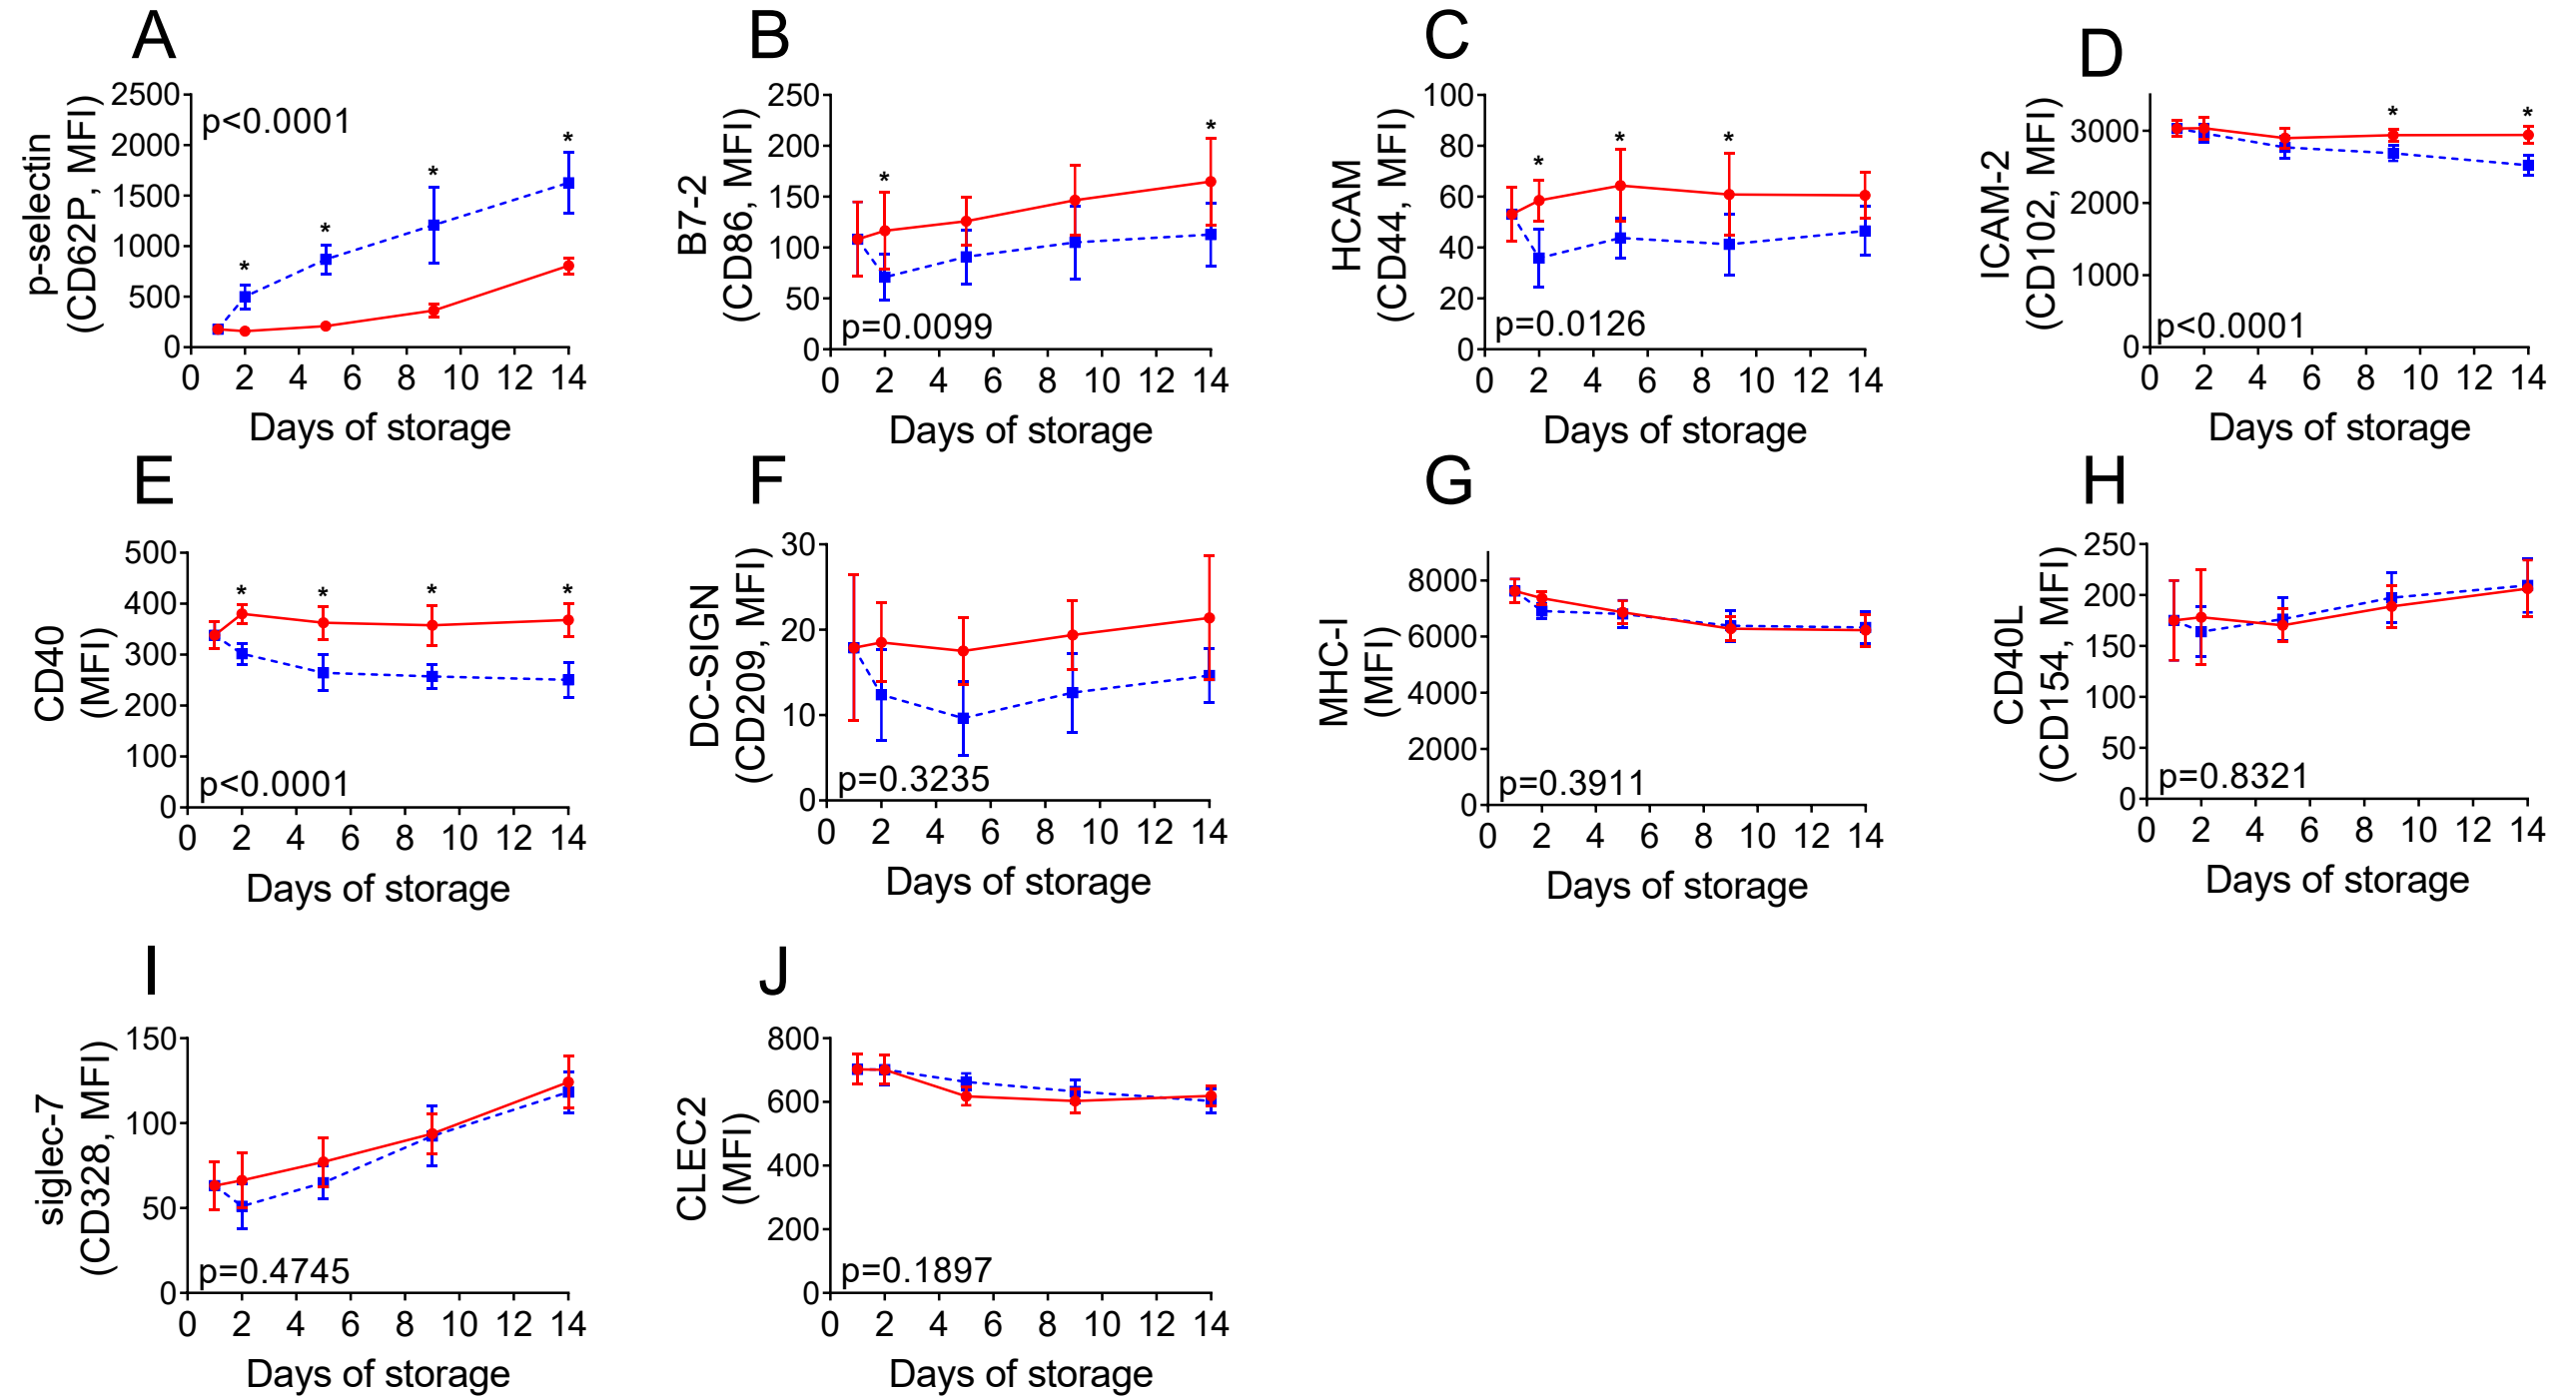 A
p-selectin
(CD62P, MFI)
2500
2000
1500
1000
500
0
p<0.0001
*
*
*
*
0 2 4 6 8 10 12 14
Days of storage
B
B7-2
(CD86, MFI)
250
200
150
100
50
0
*
*
p=0.0099
0 2 4 6 8 10 12 14
Days of storage
C
HCAM
(CD44, MFI)
100
80
60
40
20
0
*
*
*
p=0.0126
0 2 4 6 8 10 12 14
Days of storage
D
ICAM-2
(CD102, MFI)
3000
2000
1000
0
*
*
p<0.0001
0 2 4 6 8 10 12 14
Days of storage
E
CD40
(MFI)
500
400
300
200
100
0
*
*
*
*
p<0.0001
0 2 4 6 8 10 12 14
Days of storage
F
DC-SIGN
(CD209, MFI)
30
20
10
0
p=0.3235
0 2 4 6 8 10 12 14
Days of storage
G
MHC-I
(MFI)
8000
6000
4000
2000
0
p=0.3911
0 2 4 6 8 10 12 14
Days of storage
H
CD40L
(CD154, MFI)
250
200
150
100
50
0
p=0.8321
0 2 4 6 8 10 12 14
Days of storage
I
siglec-7
(CD328, MFI)
150
100
50
0
p=0.4745
0 2 4 6 8 10 12 14
Days of storage
J
CLEC2
(MFI)
800
600
400
200
0
p=0.1897
0 2 4 6 8 10 12 14
Days of storage